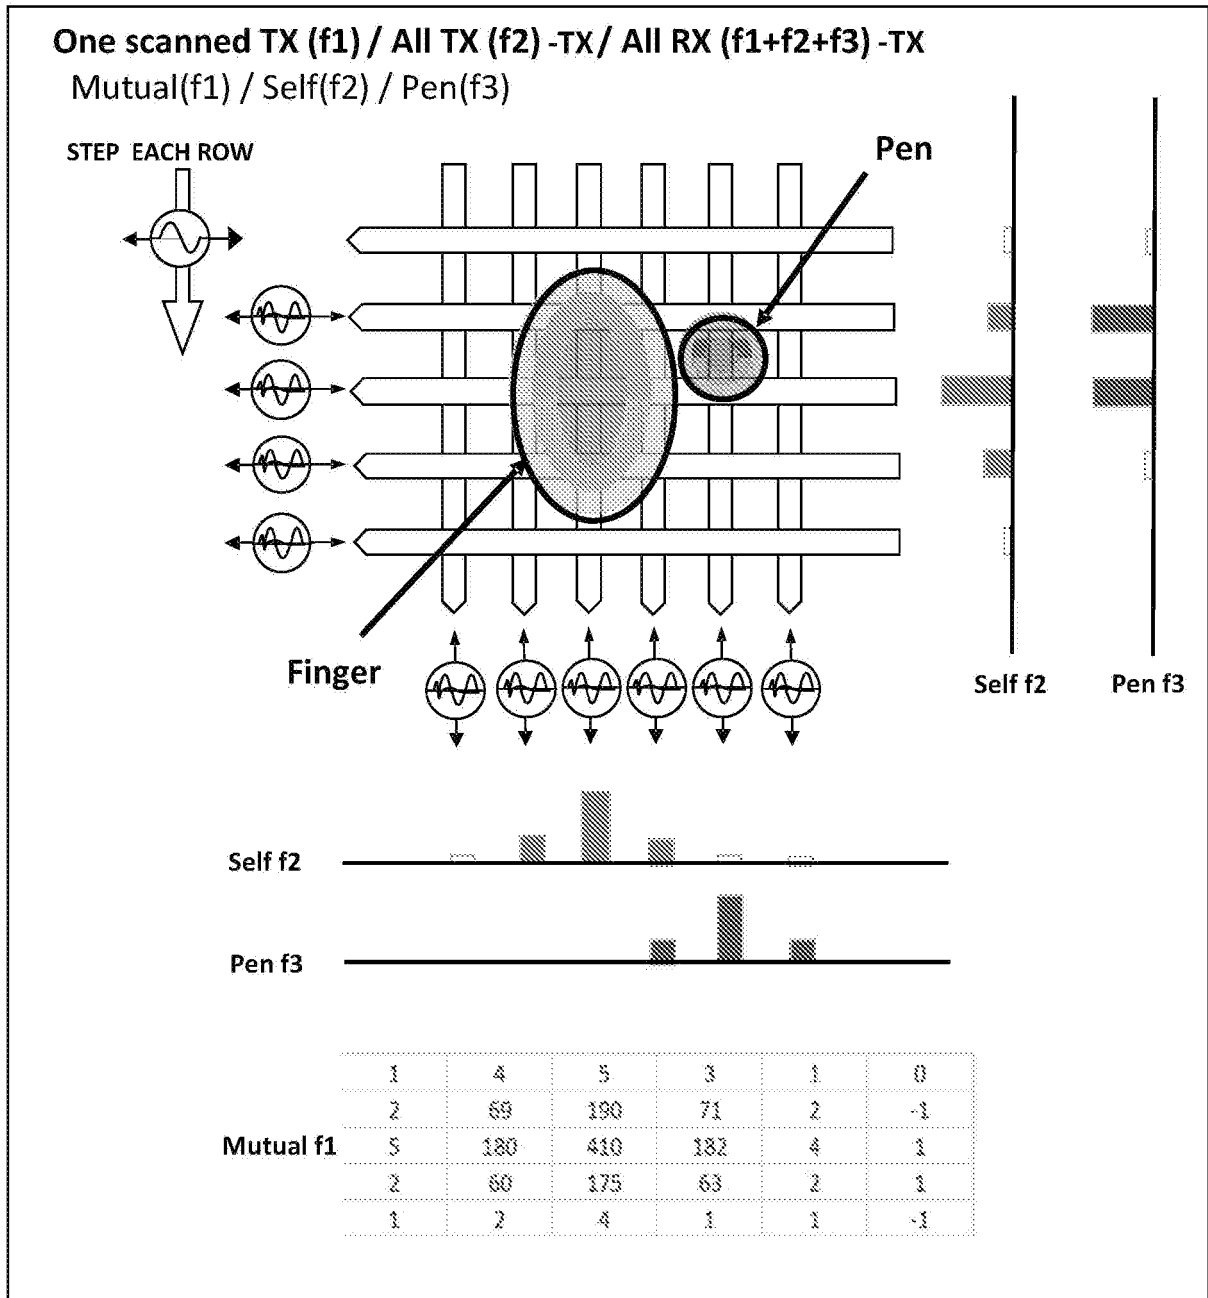 One scanned TX (f1) / All TX (f2) -TX / All RX (f1+f2+f3) -TX
Mutual(f1) / Self(f2) / Pen(f3)
STEP EACH ROW
Pen
Finger
Self f2
Pen f3
Self f2
Pen f3
1 4 5 3 1 0
2 69 190 71 2 -1
Mutual f1 5 180 410 182 4 1
2 60 175 63 2 1
1 2 4 1 1 -1